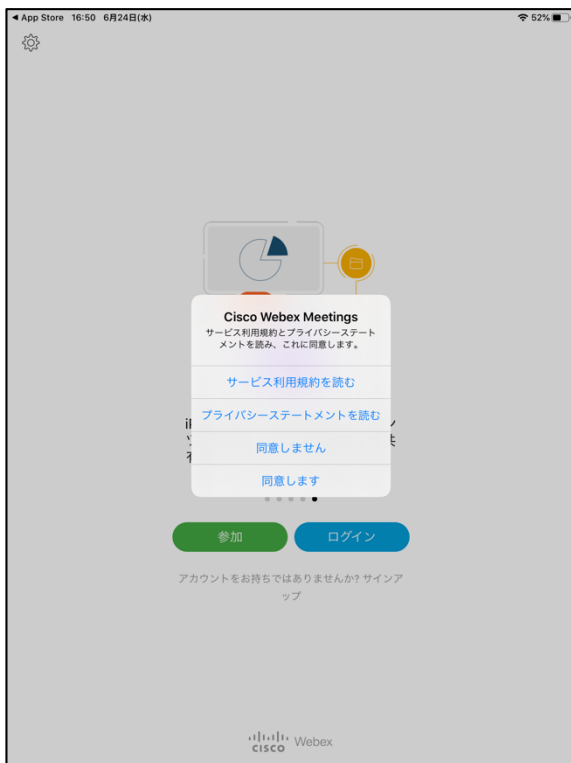 ◀ App Store 16:50 6月24日(水) 52%
Cisco Webex Meetings
サービス利用規約とプライバシーステート
メントを読み、これに同意します。
サービス利用規約を読む
プライバシーステートメントを読む
同意しません
同意します
参加 ログイン
アカウントをお持ちではありませんか? サインア
ップ
CISCO Webex